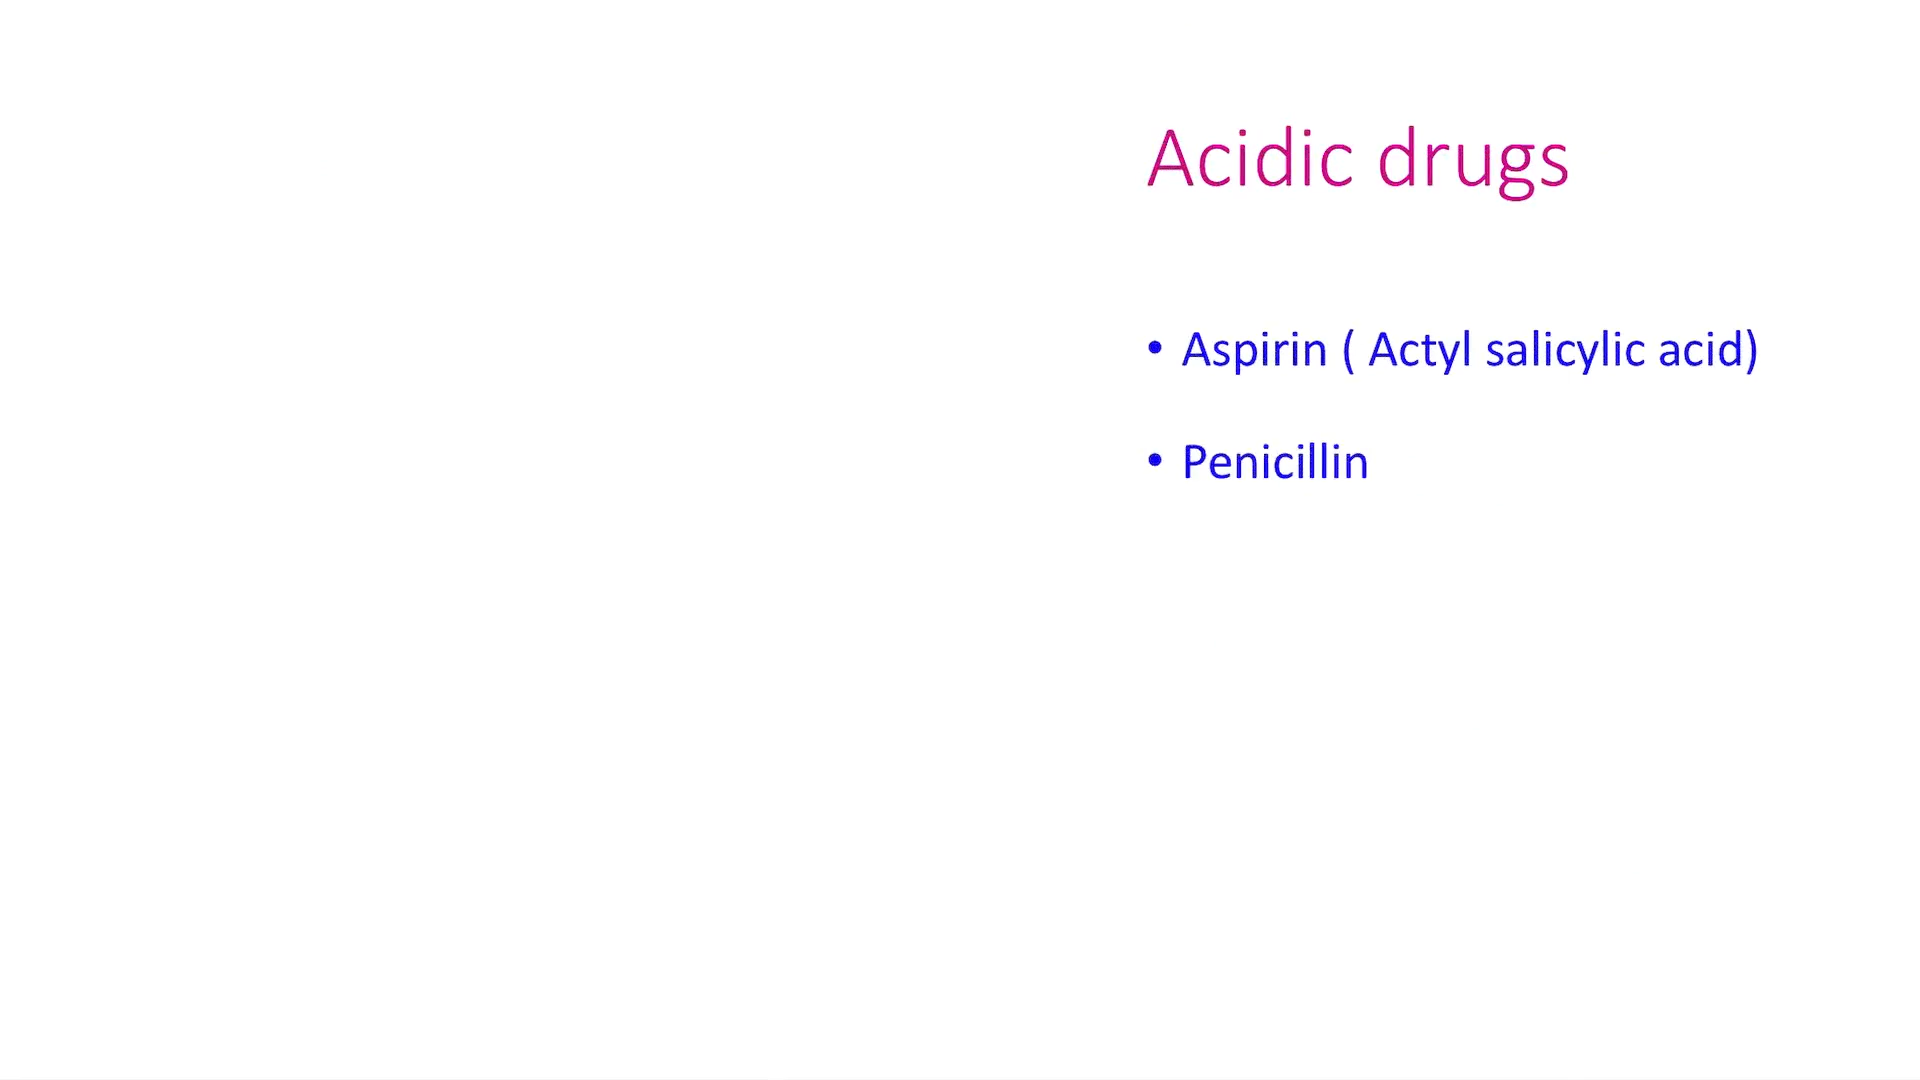 Acidic drugs
• Aspirin ( Actyl salicylic acid)
• Penicillin